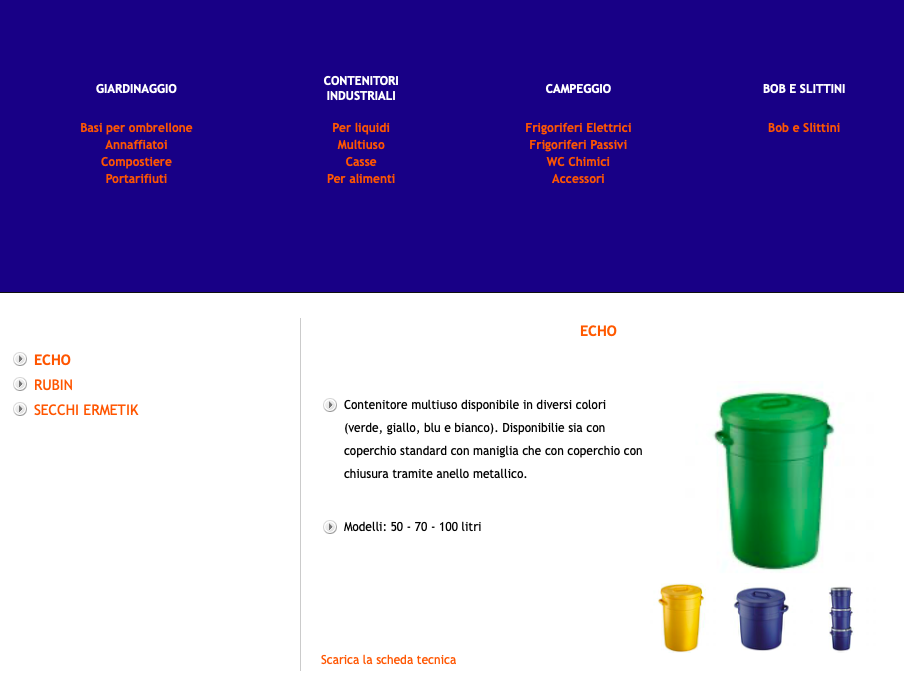 GIARDINAGGIO
Basi per ombrellone
Annaffiatoi
Compostiere
Portarifiuti
CONTENITORI
INDUSTRIALI
Per liquidi
Multiuso
Casse
Per alimenti
CAMPEGGIO
Frigoriferi Elettrici
Frigoriferi Passivi
WC Chimici
Accessori
BOB E SLITTINI
Bob e Slittini
ECHO
RUBIN
SECCHI ERMETIK
ECHO
Contenitore multiuso disponibile in diversi colori
(verde, giallo, blu e bianco). Disponibilie sia con
coperchio standard con maniglia che con coperchio con
chiusura tramite anello metallico.
Modelli: 50 - 70 - 100 litri
Scarica la scheda tecnica